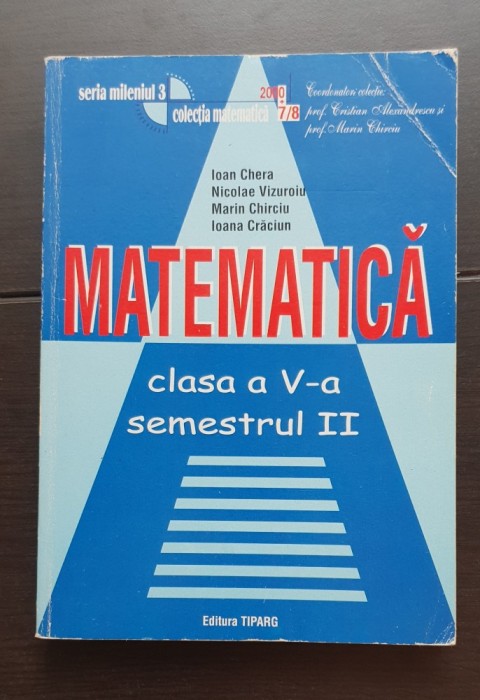 seria mileniul 3
colecția matematică
2000
7/8
Coordonatori colecție:
prof. Cristian Alexandrescu și
prof. Marin Chirciu
Ioan Chera
Nicolae Vizuroiu
Marin Chirciu
Ioana Crăciun
MATEMATICĂ
clasa a V-a
semestrul II
Editura TIPARG